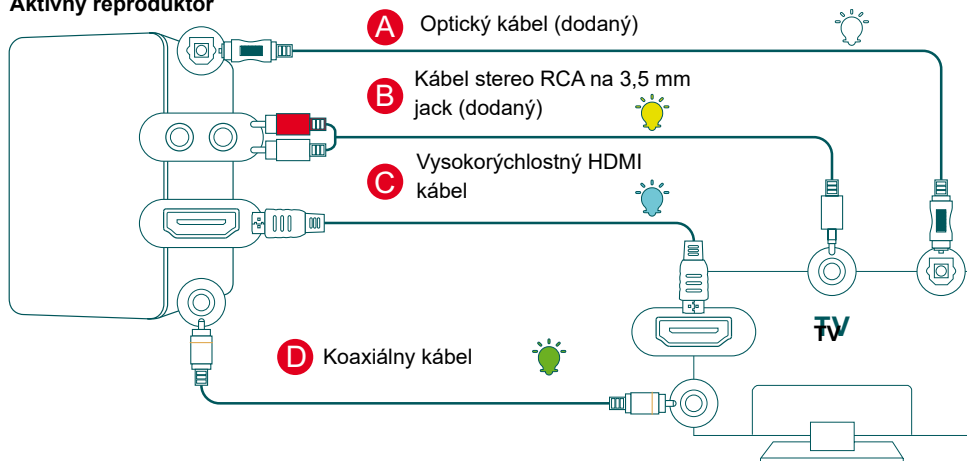 Aktívny reproduktor
A Optický kábel (dodaný)
B Kábel stereo RCA na 3,5 mm
jack (dodaný)
C Vysokorýchlostný HDMI
kábel
TV
TV
D Koaxiálny kábel